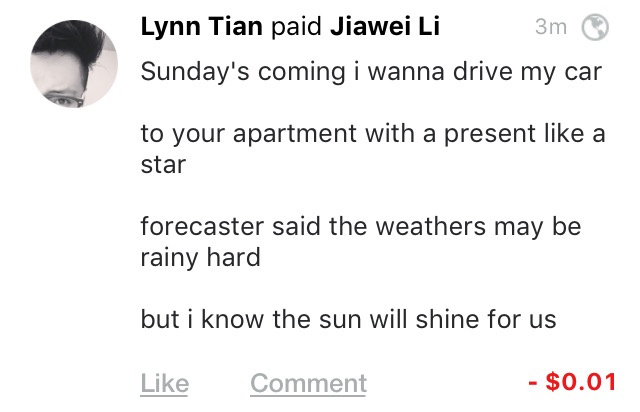 Lynn Tian paid Jiawei Li 3m
Sunday's coming i wanna drive my car
to your apartment with a present like a
star
forecaster said the weathers may be
rainy hard
but i know the sun will shine for us
Like Comment - $0.01